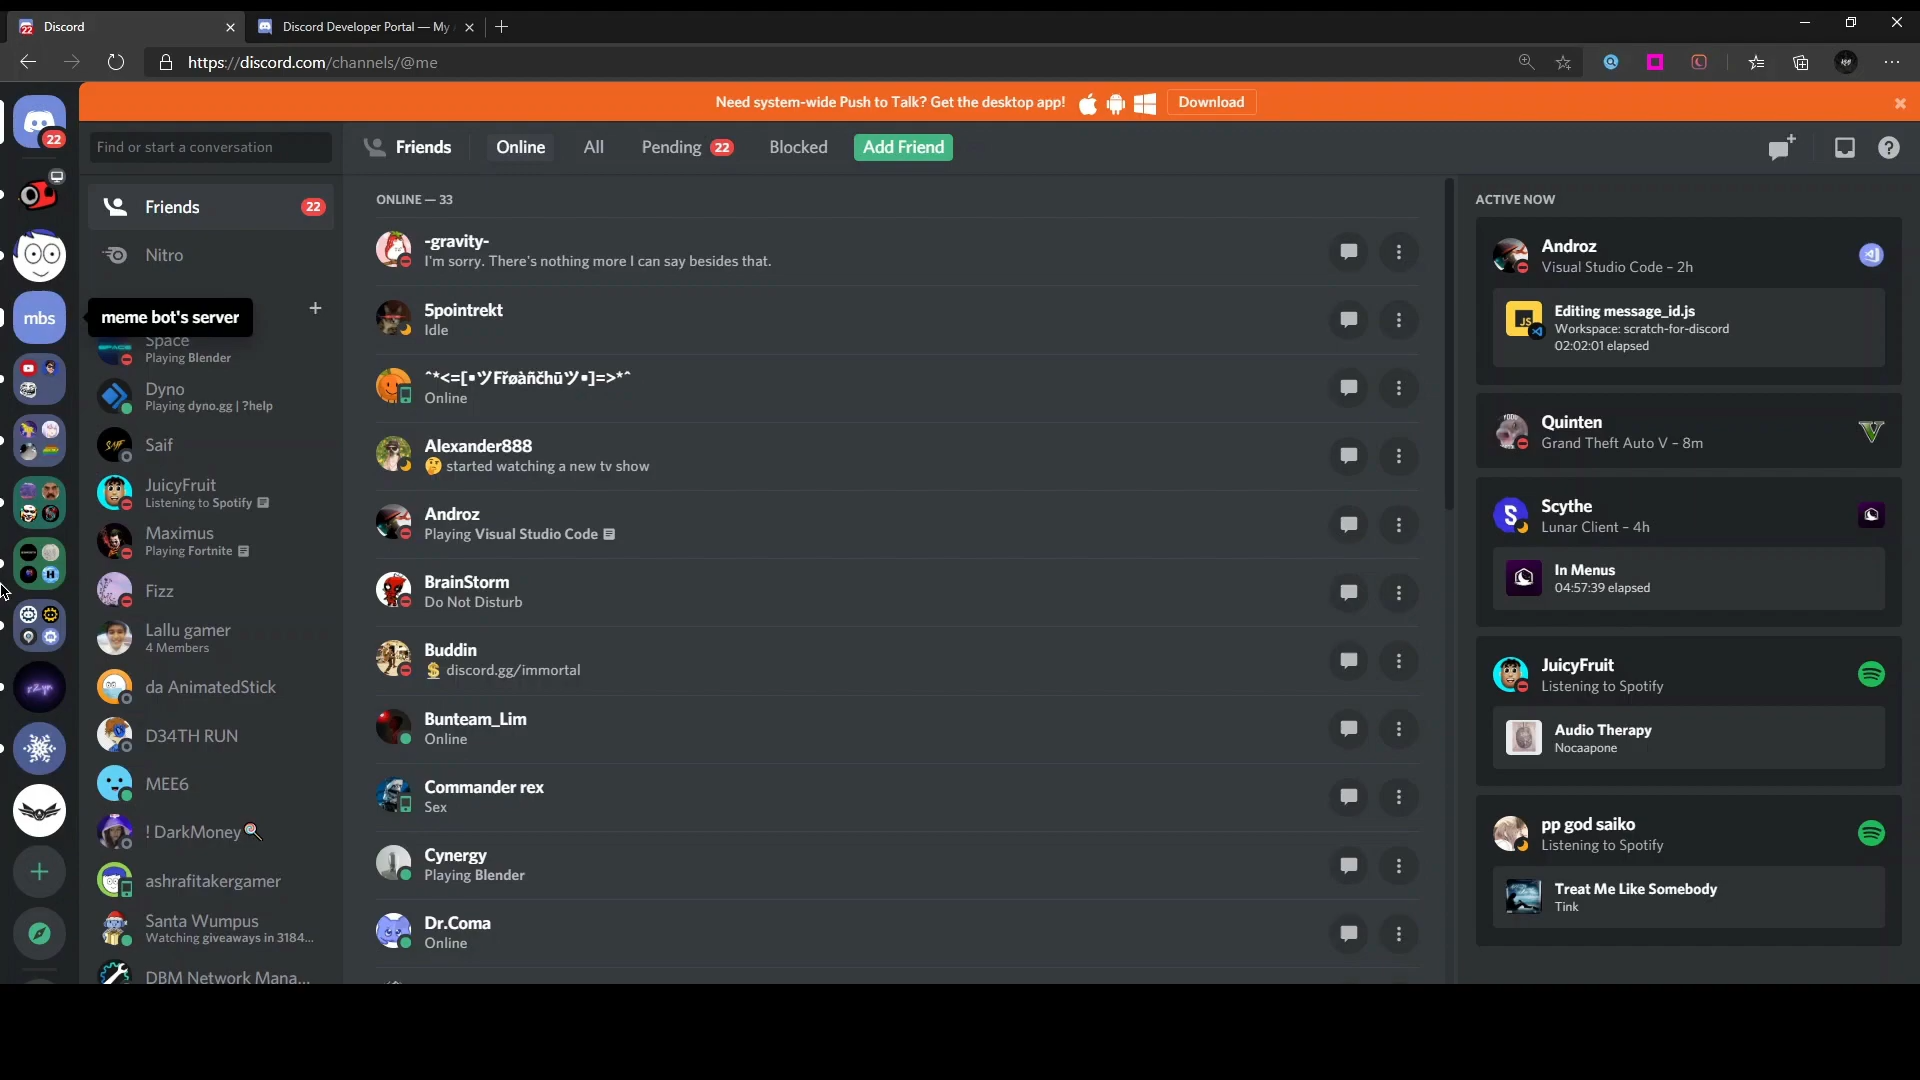 22
Discord
Discord Developer Portal — My
https://discord.com/channels/@me
Need system-wide Push to Talk? Get the desktop app!
Download
22
Find or start a conversation
Friends
Online
All
Pending 22
Blocked
Add Friend
Friends 22
Nitro
mbs
meme bot's server
Space
Playing Blender
Dyno
Playing dyno.gg | ?help
Saif
JuicyFruit
Listening to Spotify
Maximus
Playing Fortnite
Fizz
Lallu gamer
4 Members
da AnimatedStick
D34TH RUN
MEE6
! DarkMoney🍭
ashrafitakergamer
Santa Wumpus
Watching giveaways in 3184...
DBM Network Mana...
ONLINE — 33
-gravity-
I'm sorry. There's nothing more I can say besides that.
5pointrekt
Idle
Online
Alexander888
🤔 started watching a new tv show
Androz
Playing Visual Studio Code
BrainStorm
Do Not Disturb
Buddin
discord.gg/immortal
Bunteam_Lim
Online
Commander rex
Sex
Cynergy
Playing Blender
Dr.Coma
Online
ACTIVE NOW
Androz
Visual Studio Code – 2h
JS
Editing message_id.js
Workspace: scratch-for-discord
02:02:01 elapsed
Quinten
Grand Theft Auto V – 8m
S
Scythe
Lunar Client – 4h
In Menus
04:57:39 elapsed
JuicyFruit
Listening to Spotify
Audio Therapy
Nocaapone
pp god saiko
Listening to Spotify
Treat Me Like Somebody
Tink